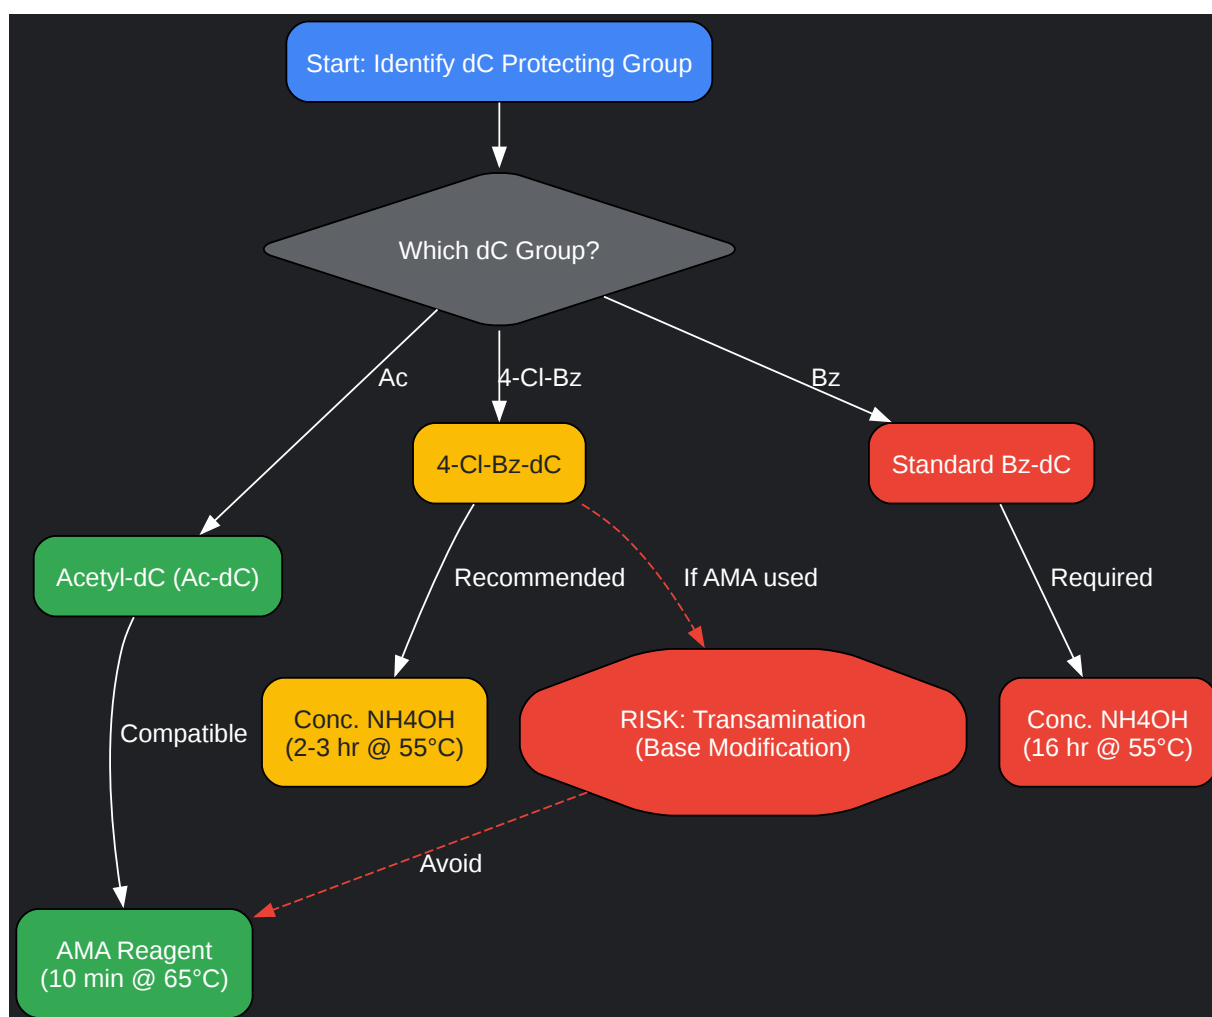 Start: Identify dC Protecting Group
Which dC Group?
Ac
4-Cl-Bz
Bz
4-Cl-Bz-dC
Standard Bz-dC
Acetyl-dC (Ac-dC)
Recommended
If AMA used
Required
Compatible
Conc. NH4OH
(2-3 hr @ 55°C)
RISK: Transamination
(Base Modification)
Conc. NH4OH
(16 hr @ 55°C)
Avoid
AMA Reagent
(10 min @ 65°C)